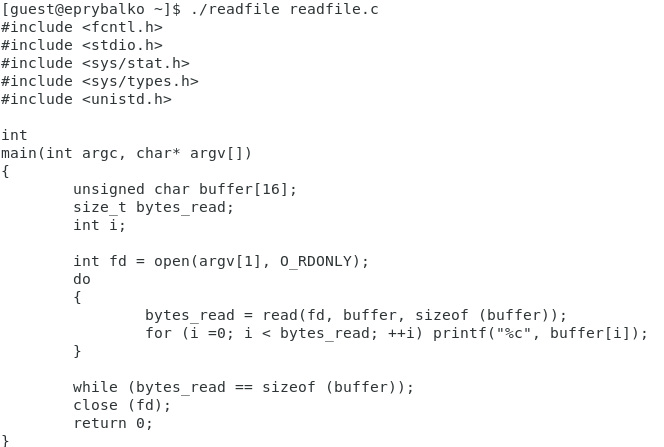 [guest@eprybalko ~]$ ./readfile readfile.c
#include <fcntl.h>
#include <stdio.h>
#include <sys/stat.h>
#include <sys/types.h>
#include <unistd.h>

int
main(int argc, char* argv[])
{
        unsigned char buffer[16];
        size_t bytes_read;
        int i;

        int fd = open(argv[1], O_RDONLY);
        do
        {
                bytes_read = read(fd, buffer, sizeof (buffer));
                for (i =0; i < bytes_read; ++i) printf("%c", buffer[i]);
        }

        while (bytes_read == sizeof (buffer));
        close (fd);
        return 0;
}